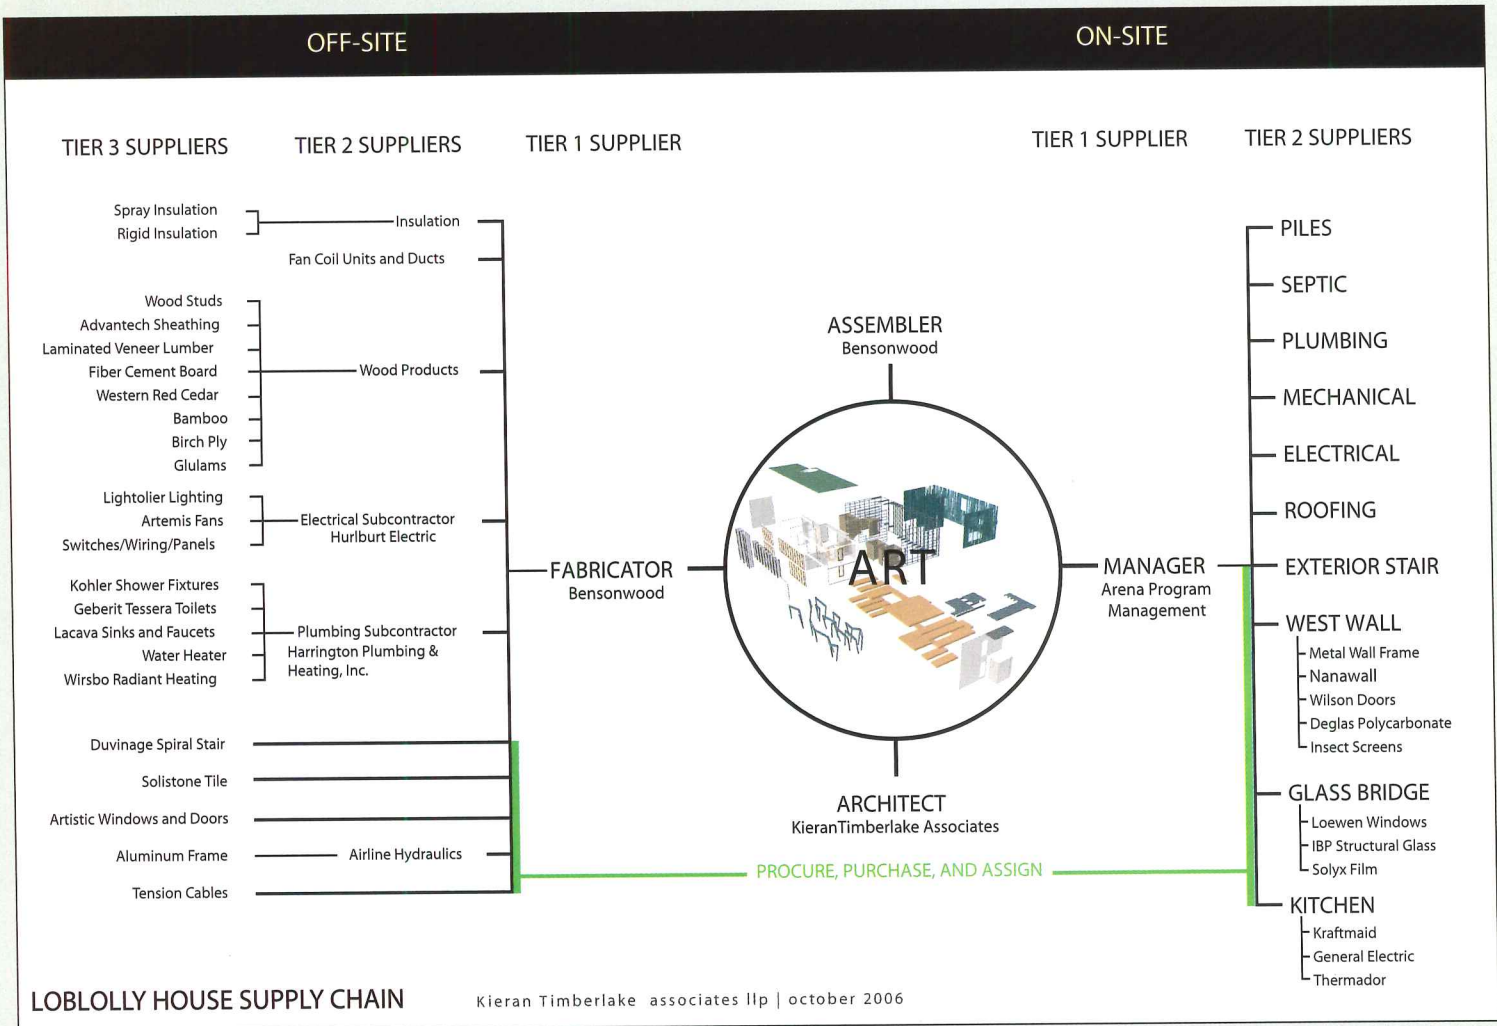 OFF-SITE
ON-SITE
TIER 3 SUPPLIERS
TIER 2 SUPPLIERS
TIER 1 SUPPLIER
TIER 1 SUPPLIER
TIER 2 SUPPLIERS
Spray Insulation
Rigid Insulation
Insulation
Fan Coil Units and Ducts
Wood Studs
Advantech Sheathing
Laminated Veneer Lumber
Fiber Cement Board
Western Red Cedar
Bamboo
Birch Ply
Glulams
Wood Products
Lightolier Lighting
Artemis Fans
Switches/Wiring/Panels
Electrical Subcontractor
Hurlburt Electric
Kohler Shower Fixtures
Geberit Tessera Toilets
Lacava Sinks and Faucets
Water Heater
Wirsbo Radiant Heating
Plumbing Subcontractor
Harrington Plumbing &
Heating, Inc.
Duvinage Spiral Stair
Solistone Tile
Artistic Windows and Doors
Aluminum Frame
Airline Hydraulics
Tension Cables
FABRICATOR
Bensonwood
ASSEMBLER
Bensonwood
ART
ARCHITECT
KieranTimberlake Associates
PROCURE, PURCHASE, AND ASSIGN
MANAGER
Arena Program
Management
PILES
SEPTIC
PLUMBING
MECHANICAL
ELECTRICAL
ROOFING
EXTERIOR STAIR
WEST WALL
Metal Wall Frame
Nanawall
Wilson Doors
Deglas Polycarbonate
Insect Screens
GLASS BRIDGE
Loewen Windows
IBP Structural Glass
Solyx Film
KITCHEN
Kraftmaid
General Electric
Thermador
LOBLOLLY HOUSE SUPPLY CHAIN
Kieran Timberlake associates llp | october 2006